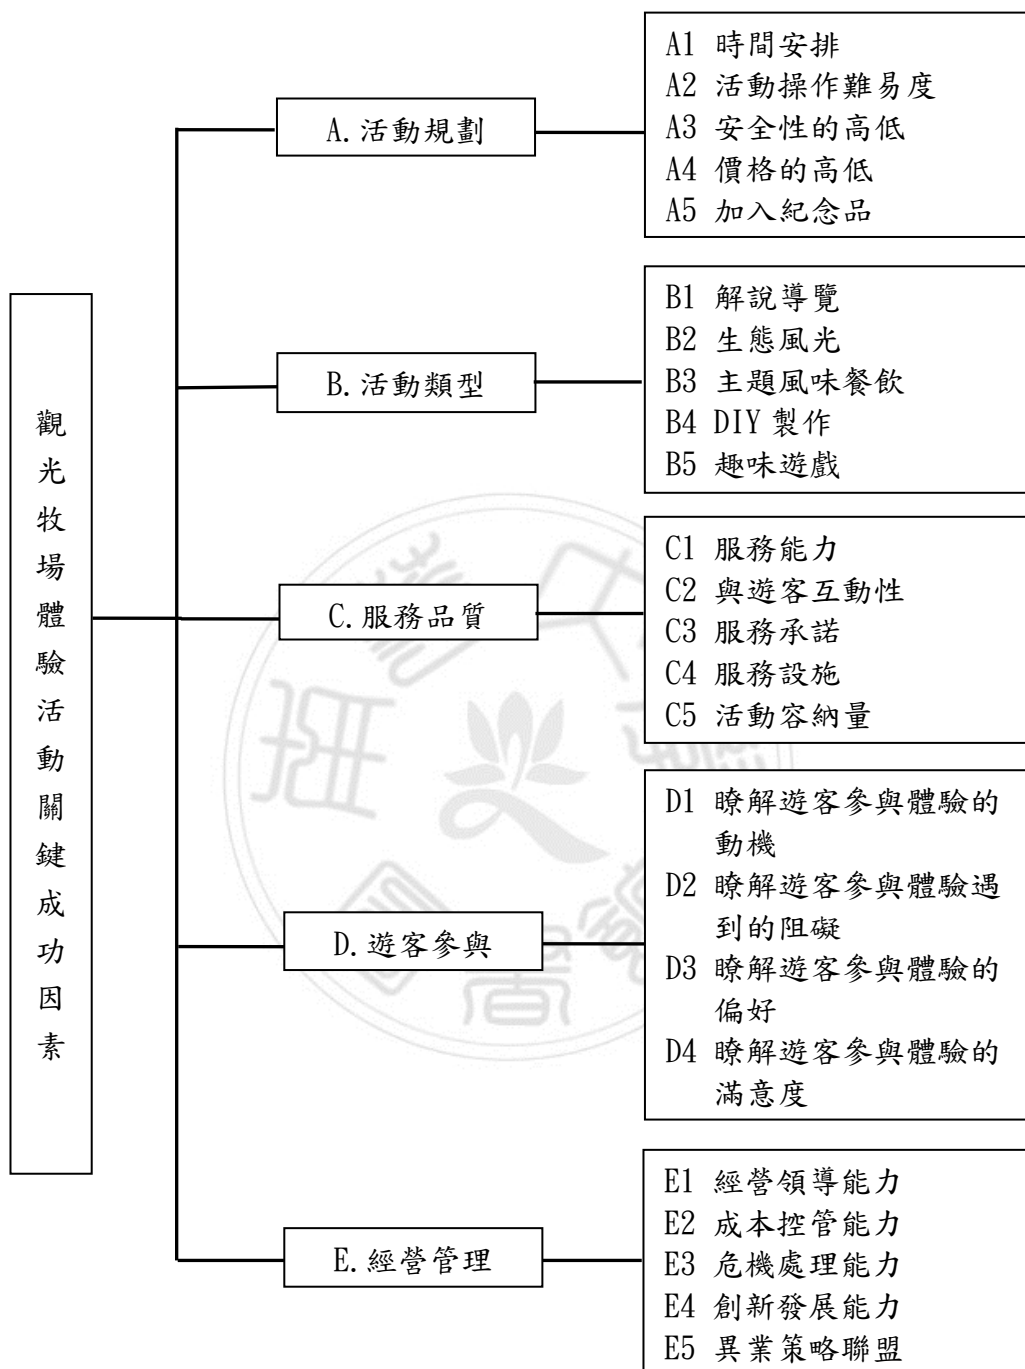 觀光牧場體驗活動關鍵成功因素
A.活動規劃
A1 時間安排
A2 活動操作難易度
A3 安全性的高低
A4 價格的高低
A5 加入紀念品
B.活動類型
B1 解說導覽
B2 生態風光
B3 主題風味餐飲
B4 DIY 製作
B5 趣味遊戲
C.服務品質
C1 服務能力
C2 與遊客互動性
C3 服務承諾
C4 服務設施
C5 活動容納量
D.遊客參與
D1 瞭解遊客參與體驗的
動機
D2 瞭解遊客參與體驗遇
到的阻礙
D3 瞭解遊客參與體驗的
偏好
D4 瞭解遊客參與體驗的
滿意度
E.經營管理
E1 經營領導能力
E2 成本控管能力
E3 危機處理能力
E4 創新發展能力
E5 異業策略聯盟